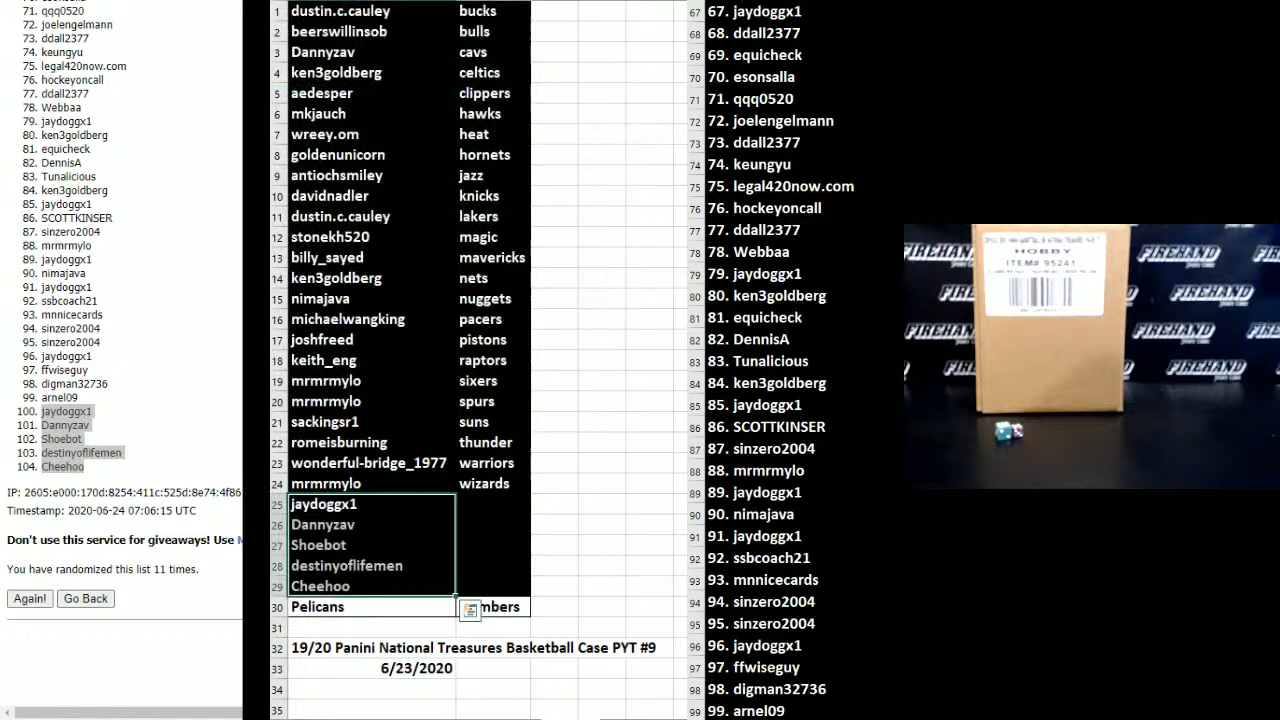 71. qqq0520
72. joelengelmann
73. ddall2377
74. keungyu
75. legal420now.com
76. hockeyoncall
77. ddall2377
78. Webbaa
79. jaydoggx1
80. ken3goldberg
81. equicheck
82. DennisA
83. Tunalicious
84. ken3goldberg
85. jaydoggx1
86. SCOTTKINSER
87. sinzero2004
88. mrmrmylo
89. jaydoggx1
90. nimajava
91. jaydoggx1
92. ssbcoach21
93. mnnicecards
94. sinzero2004
95. sinzero2004
96. jaydoggx1
97. ffwiseguy
98. digman32736
99. arnel09
100. jaydoggx1
101. Dannyzav
102. Shoebot
103. destinyoflifemen
104. Cheehoo
IP: 2605:e000:170d:8254:411c:525d:8e74:4f86
Timestamp: 2020-06-24 07:06:15 UTC
Don't use this service for giveaways! Use
You have randomized this list 11 times.
Again! Go Back
1 dustin.c.cauley bucks
2 beerswillinsob bulls
3 Dannyzav cavs
4 ken3goldberg celtics
5 aedesper clippers
6 mkjauch hawks
7 wreey.om heat
8 goldenunicorn hornets
9 antiochsmiley jazz
10 davidnadler knicks
11 dustin.c.cauley lakers
12 stonekh520 magic
13 billy_sayed mavericks
14 ken3goldberg nets
15 nimajava nuggets
16 michaelwangking pacers
17 joshfreed pistons
18 keith_eng raptors
19 mrmrmylo sixers
20 mrmrmylo spurs
21 sackingsr1 suns
22 romeisburning thunder
23 wonderful-bridge_1977 warriors
24 mrmrmylo wizards
25 jaydoggx1
26 Dannyzav
27 Shoebot
28 destinyoflifemen
29 Cheehoo
30 Pelicans mbers
31
32 19/20 Panini National Treasures Basketball Case PYT #9
33 6/23/2020
34
35
67 67. jaydoggx1
68 68. ddall2377
69 69. equicheck
70 70. esonsalla
71 71. qqq0520
72 72. joelengelmann
73 73. ddall2377
74 74. keungyu
75 75. legal420now.com
76 76. hockeyoncall
77 77. ddall2377
78 78. Webbaa
79 79. jaydoggx1
80 80. ken3goldberg
81 81. equicheck
82 82. DennisA
83 83. Tunalicious
84 84. ken3goldberg
85 85. jaydoggx1
86 86. SCOTTKINSER
87 87. sinzero2004
88 88. mrmrmylo
89 89. jaydoggx1
90 90. nimajava
91 91. jaydoggx1
92 92. ssbcoach21
93 93. mnnicecards
94 94. sinzero2004
95 95. sinzero2004
96 96. jaydoggx1
97 97. ffwiseguy
98 98. digman32736
99 99. arnel09
HOBBY
ITEM# 95241
FIREHAND
FIREHAND
FIREHAND
FIREHAND